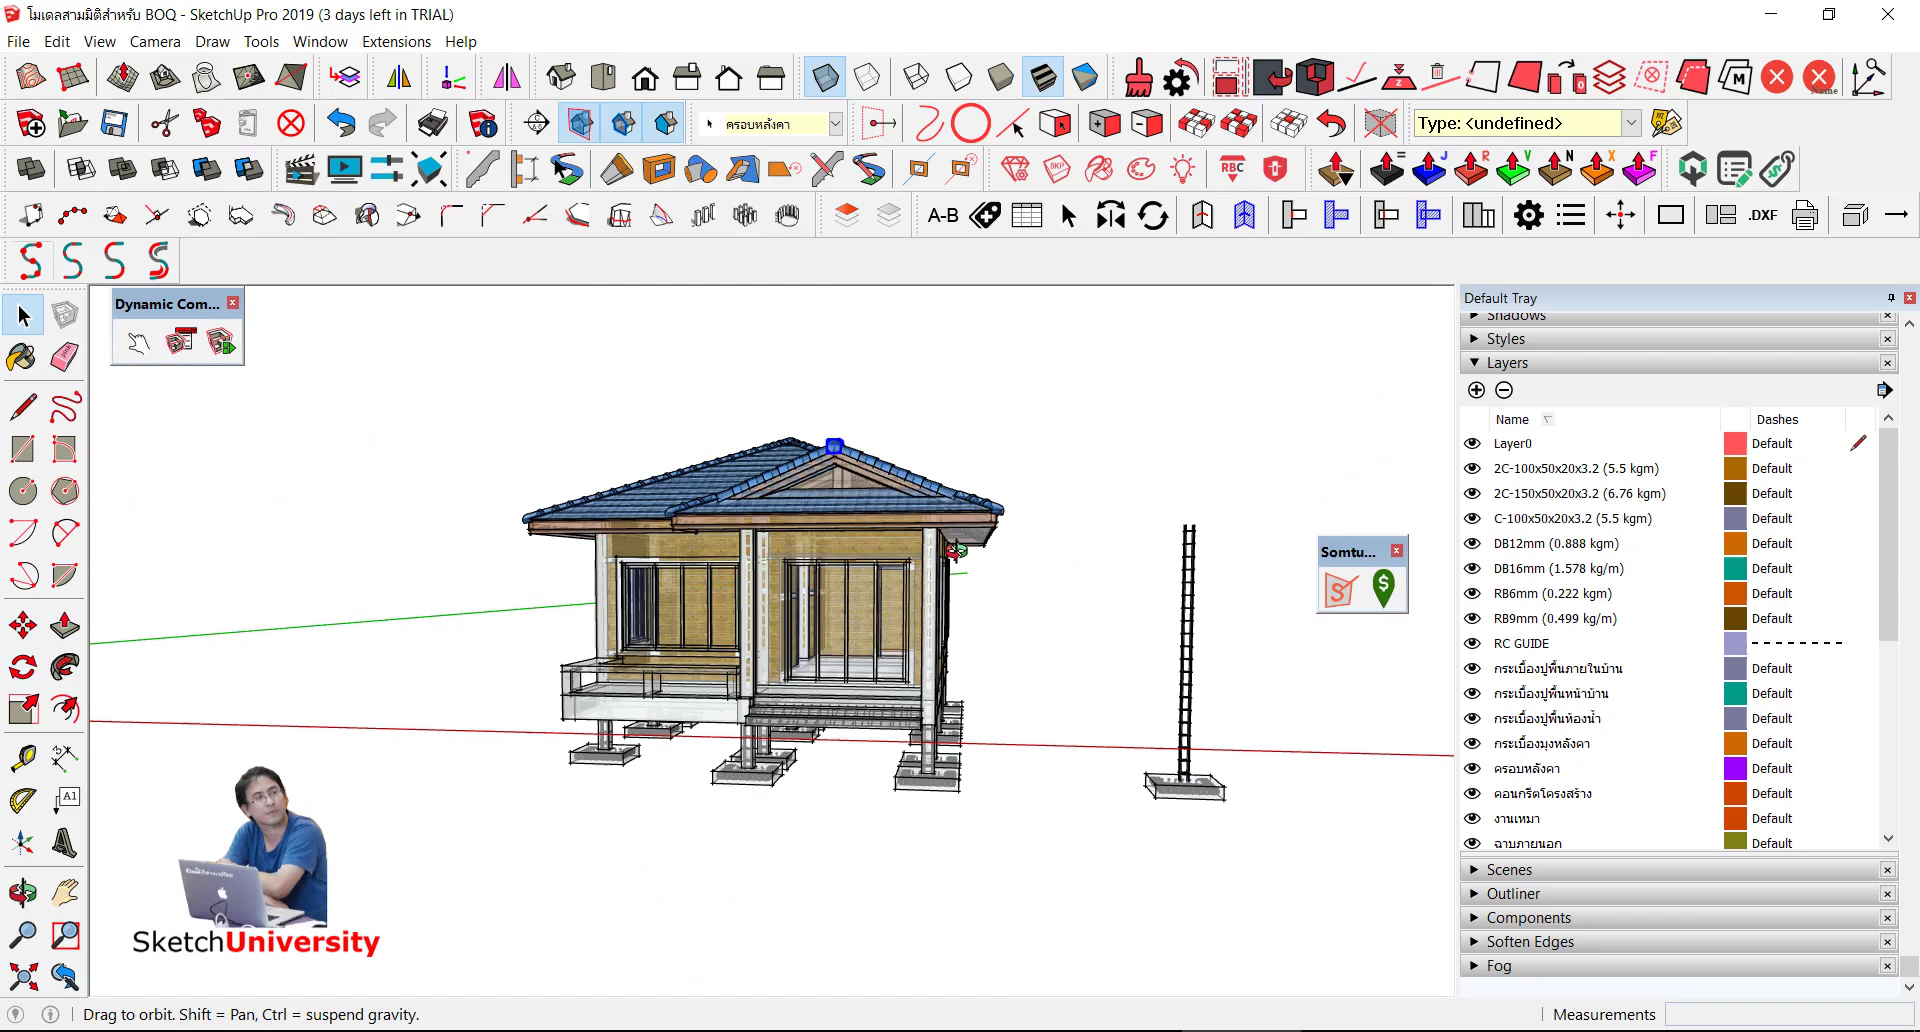 โมเดลสามมิติสำหรับ BOQ - SketchUp Pro 2019 (3 days left in TRIAL)
File Edit View Camera Draw Tools Window Extensions Help
Name
ครอบหลังคา
Type: <undefined>
SKP
RBC
= J R V N X F
A-B
.DXF
Dynamic Com...
A1
Somtu...
SketchUniversity
Default Tray
Shadows
Styles
Layers
Name Dashes
Layer0 Default
2C-100x50x20x3.2 (5.5 kgm) Default
2C-150x50x20x3.2 (6.76 kgm) Default
C-100x50x20x3.2 (5.5 kgm) Default
DB12mm (0.888 kgm) Default
DB16mm (1.578 kg/m) Default
RB6mm (0.222 kgm) Default
RB9mm (0.499 kg/m) Default
RC GUIDE
กระเบื้องปูพื้นภายในบ้าน Default
กระเบื้องปูพื้นหน้าบ้าน Default
กระเบื้องปูพื้นห้องน้ำ Default
กระเบื้องมุงหลังคา Default
ครอบหลังคา Default
คอนกรีตโครงสร้าง Default
งานเหมา Default
ฉาบภายนอก Default
Scenes
Outliner
Components
Soften Edges
Fog
Drag to orbit. Shift = Pan, Ctrl = suspend gravity.
Measurements